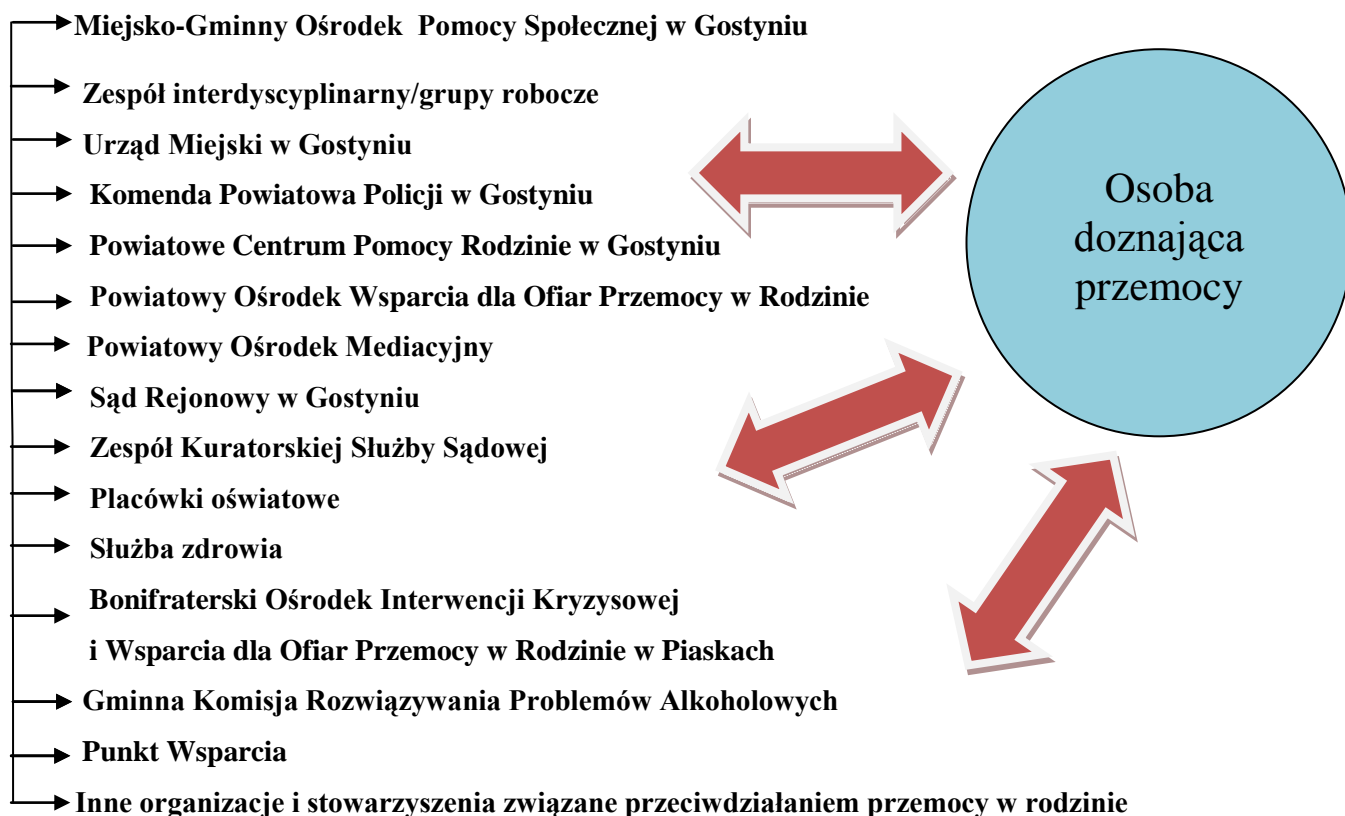 Miejsko-Gminny Ośrodek Pomocy Społecznej w Gostyniu
Zespół interdyscyplinarny/grupy robocze
Urząd Miejski w Gostyniu
Komenda Powiatowa Policji w Gostyniu
Powiatowe Centrum Pomocy Rodzinie w Gostyniu
Powiatowy Ośrodek Wsparcia dla Ofiar Przemocy w Rodzinie
Powiatowy Ośrodek Mediacyjny
Sąd Rejonowy w Gostyniu
Zespół Kuratorskiej Służby Sądowej
Placówki oświatowe
Służba zdrowia
Bonifraterski Ośrodek Interwencji Kryzysowej
i Wsparcia dla Ofiar Przemocy w Rodzinie w Piaskach
Gminna Komisja Rozwiązywania Problemów Alkoholowych
Punkt Wsparcia
Inne organizacje i stowarzyszenia związane przeciwdziałaniem przemocy w rodzinie
Osoba
doznająca
przemocy